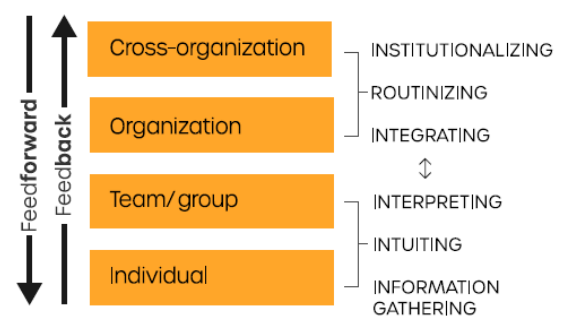 Cross-organization
Organization
Team/group
Individual
INSTITUTIONALIZING
ROUTINIZING
INTEGRATING
INTERPRETING
INTUITING
INFORMATION
GATHERING
Feedforward
Feedback